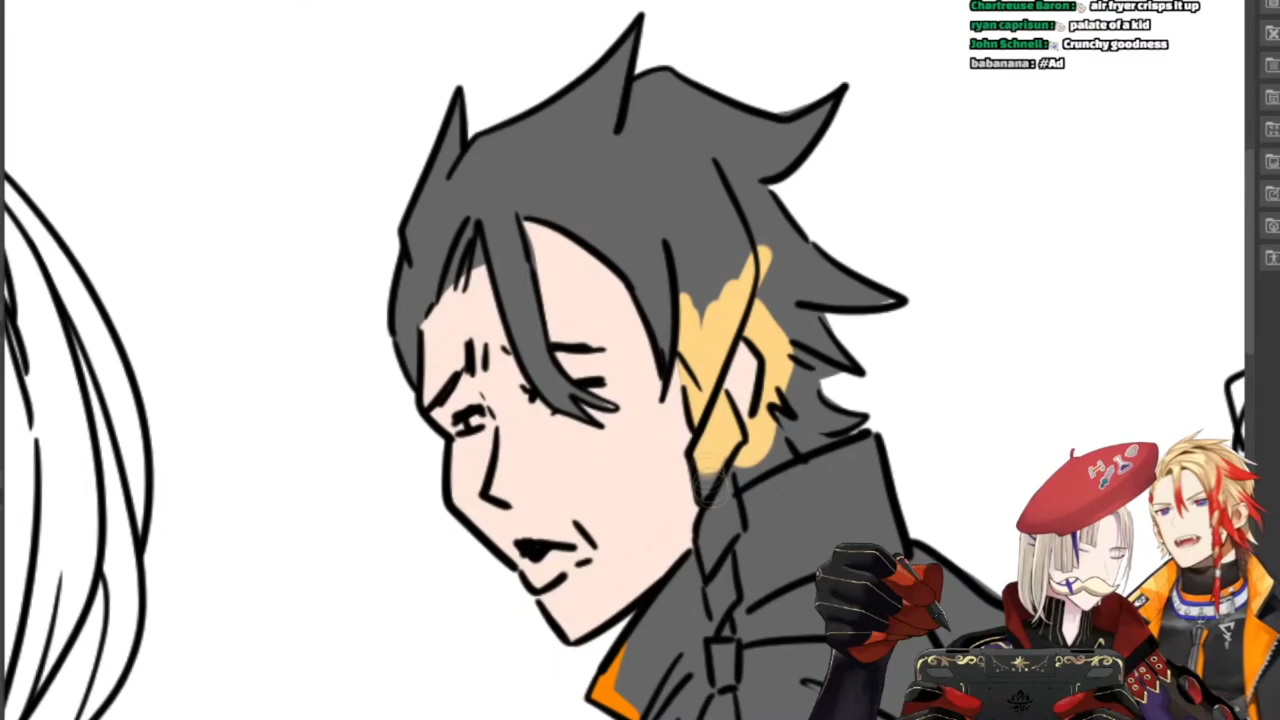 Chartreuse Baron: air fryer crisps it up
ryan caprisun: palate of a kid
John Schnell: Crunchy goodness
babanana: #Ad